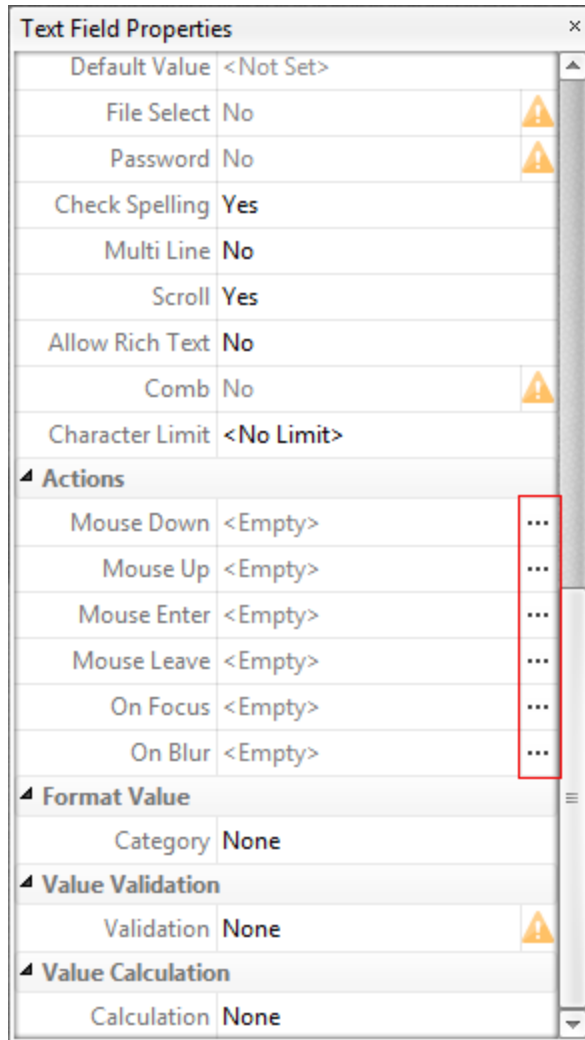 Text Field Properties
Default Value <Not Set>
File Select No
Password No
Check Spelling Yes
Multi Line No
Scroll Yes
Allow Rich Text No
Comb No
Character Limit <No Limit>
Actions
Mouse Down <Empty> ...
Mouse Up <Empty> ...
Mouse Enter <Empty> ...
Mouse Leave <Empty> ...
On Focus <Empty> ...
On Blur <Empty> ...
Format Value
Category None
Value Validation
Validation None
Value Calculation
Calculation None